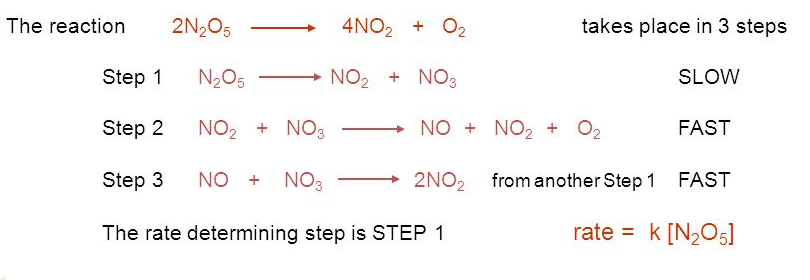 The reaction 2N₂O₅ ⟶ 4NO₂ + O₂ takes place in 3 steps
Step 1 N₂O₅ ⟶ NO₂ + NO₃ SLOW
Step 2 NO₂ + NO₃ ⟶ NO + NO₂ + O₂ FAST
Step 3 NO + NO₃ ⟶ 2NO₂ from another Step 1 FAST
The rate determining step is STEP 1 rate = k [N₂O₅]